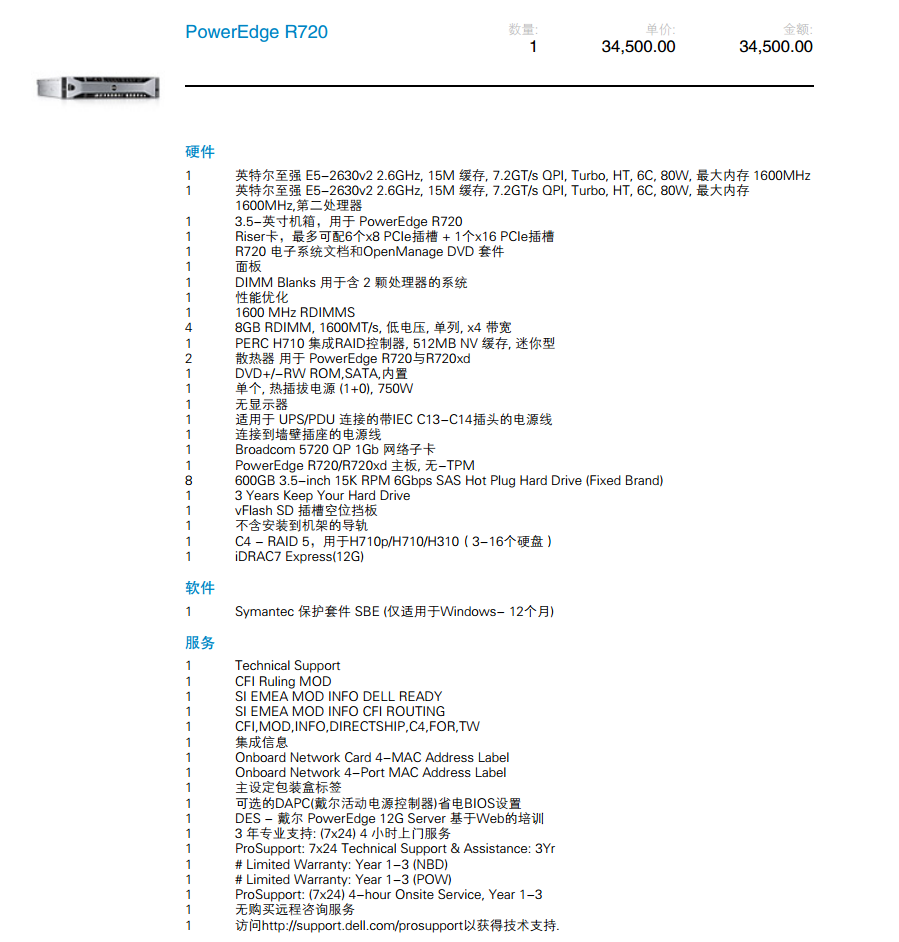 PowerEdge R720
数量: 单价: 金额:
1 34,500.00 34,500.00
硬件
1 英特尔至强 E5-2630v2 2.6GHz, 15M 缓存, 7.2GT/s QPI, Turbo, HT, 6C, 80W, 最大内存 1600MHz
1 英特尔至强 E5-2630v2 2.6GHz, 15M 缓存, 7.2GT/s QPI, Turbo, HT, 6C, 80W, 最大内存
1600MHz,第二处理器
1 3.5-英寸机箱，用于 PowerEdge R720
1 Riser卡，最多可配6个x8 PCIe插槽 + 1个x16 PCIe插槽
1 R720 电子系统文档和OpenManage DVD 套件
1 面板
1 DIMM Blanks 用于含 2 颗处理器的系统
1 性能优化
1 1600 MHz RDIMMS
4 8GB RDIMM, 1600MT/s, 低电压, 单列, x4 带宽
1 PERC H710 集成RAID控制器, 512MB NV 缓存, 迷你型
2 散热器 用于 PowerEdge R720与R720xd
1 DVD+/-RW ROM,SATA,内置
1 单个, 热插拔电源 (1+0), 750W
1 无显示器
1 适用于 UPS/PDU 连接的带IEC C13-C14插头的电源线
1 连接到墙壁插座的电源线
1 Broadcom 5720 QP 1Gb 网络子卡
1 PowerEdge R720/R720xd 主板, 无-TPM
8 600GB 3.5-inch 15K RPM 6Gbps SAS Hot Plug Hard Drive (Fixed Brand)
1 3 Years Keep Your Hard Drive
1 vFlash SD 插槽空位挡板
1 不含安装到机架的导轨
1 C4 - RAID 5，用于H710p/H710/H310（3-16个硬盘）
1 iDRAC7 Express(12G)
软件
1 Symantec 保护套件 SBE (仅适用于Windows- 12个月)
服务
1 Technical Support
1 CFI Ruling MOD
1 SI EMEA MOD INFO DELL READY
1 SI EMEA MOD INFO CFI ROUTING
1 CFI,MOD,INFO,DIRECTSHIP,C4,FOR,TW
1 集成信息
1 Onboard Network Card 4-MAC Address Label
1 Onboard Network 4-Port MAC Address Label
1 主设定包装盒标签
1 可选的DAPC(戴尔活动电源控制器)省电BIOS设置
1 DES - 戴尔 PowerEdge 12G Server 基于Web的培训
1 3 年专业支持: (7x24) 4 小时上门服务
1 ProSupport: 7x24 Technical Support & Assistance: 3Yr
1 # Limited Warranty: Year 1-3 (NBD)
1 # Limited Warranty: Year 1-3 (POW)
1 ProSupport: (7x24) 4-hour Onsite Service, Year 1-3
1 无购买远程咨询服务
1 访问http://support.dell.com/prosupport以获得技术支持.